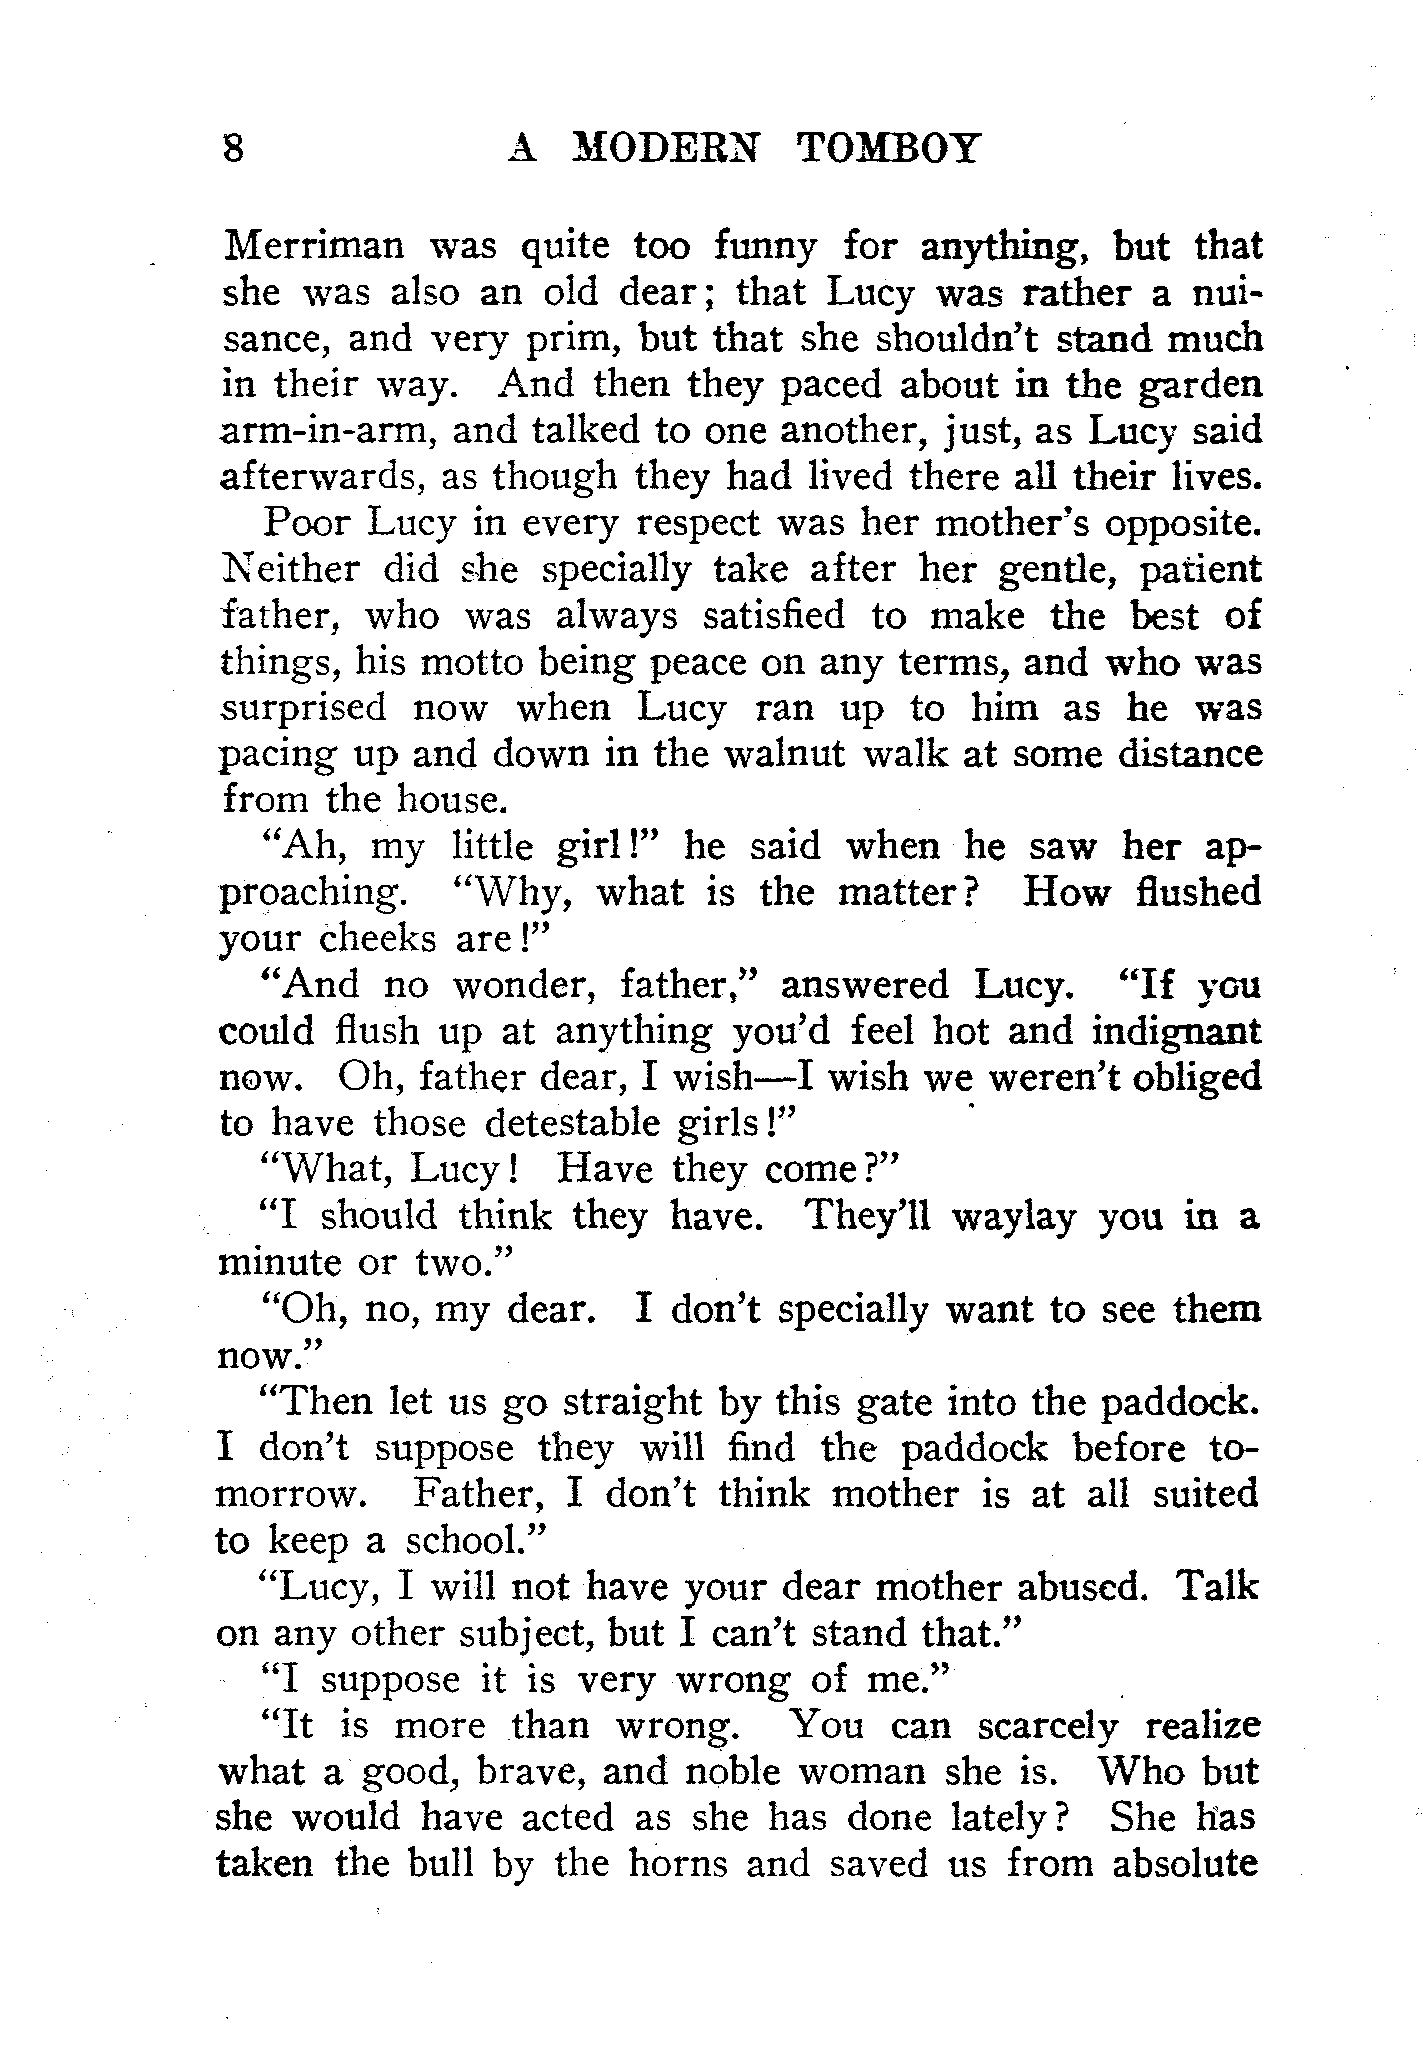 8 A MODERN TOMBOY
Merriman was quite too funny for anything, but that
she was also an old dear; that Lucy was rather a nui-
sance, and very prim, but that she shouldn't stand much
in their way. And then they paced about in the garden
arm-in-arm, and talked to one another, just, as Lucy said
afterwards, as though they had lived there all their lives.
Poor Lucy in every respect was her mother's opposite.
Neither did she specially take after her gentle, patient
father, who was always satisfied to make the best of
things, his motto being peace on any terms, and who was
surprised now when Lucy ran up to him as he was
pacing up and down in the walnut walk at some distance
from the house.
"Ah, my little girl!" he said when he saw her ap-
proaching. "Why, what is the matter? How flushed
your cheeks are!"
"And no wonder, father," answered Lucy. "If you
could flush up at anything you'd feel hot and indignant
now. Oh, father dear, I wish—I wish we weren't obliged
to have those detestable girls!"
"What, Lucy! Have they come?"
"I should think they have. They'll waylay you in a
minute or two."
"Oh, no, my dear. I don't specially want to see them
now."
"Then let us go straight by this gate into the paddock.
I don't suppose they will find the paddock before to-
morrow. Father, I don't think mother is at all suited
to keep a school."
"Lucy, I will not have your dear mother abused. Talk
on any other subject, but I can't stand that."
"I suppose it is very wrong of me."
"It is more than wrong. You can scarcely realize
what a good, brave, and noble woman she is. Who but
she would have acted as she has done lately? She has
taken the bull by the horns and saved us from absolute